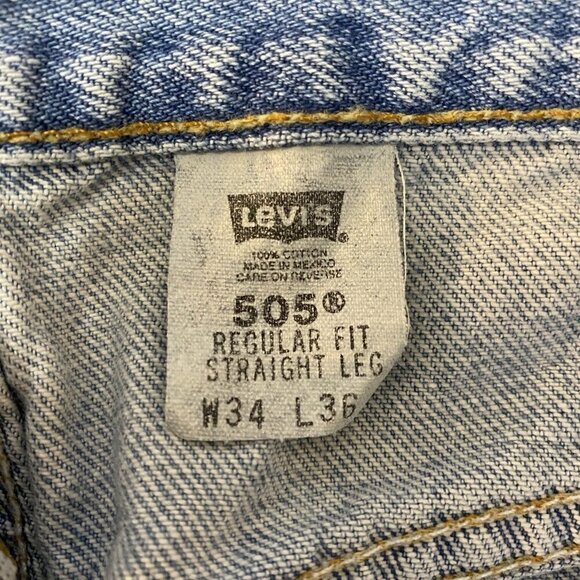 LEVI'S ®
100% COTTON
MADE IN MEXICO
CARE ON REVERSE
505®
REGULAR FIT
STRAIGHT LEG
W34 L36